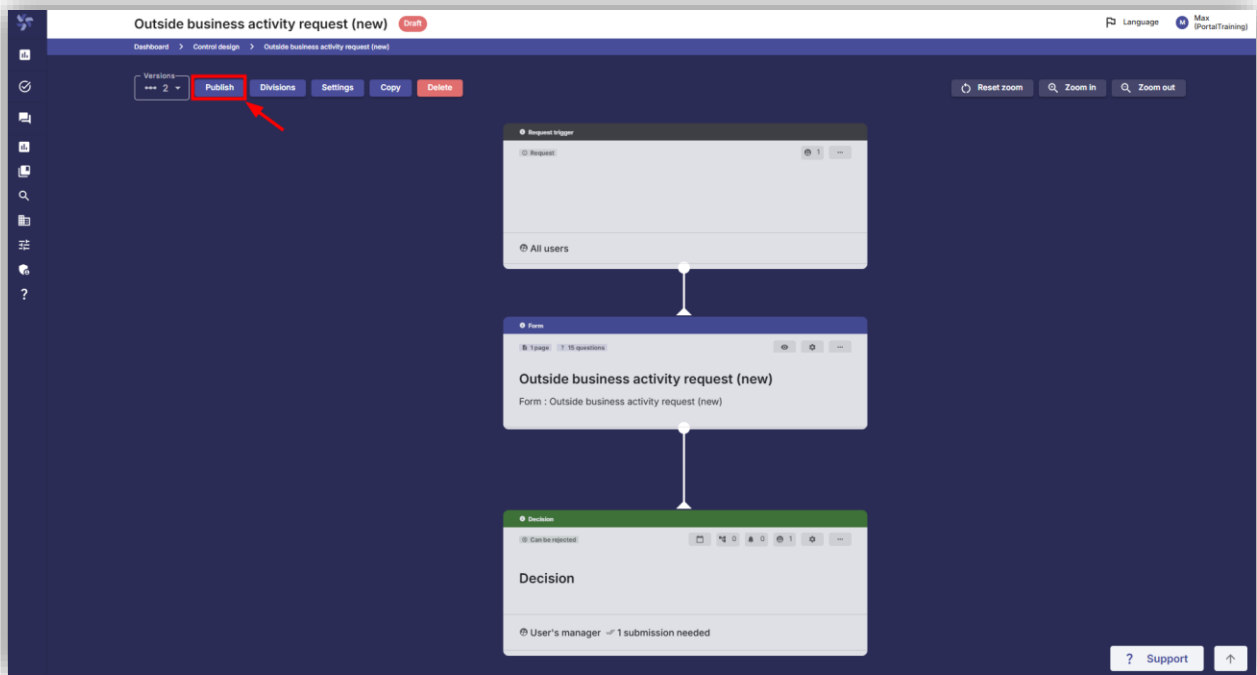 Outside business activity request (new) Draft
Language M Max (PortalTraining)
Dashboard > Control design > Outside business activity request (new)
Versions
••• 2 Publish Divisions Settings Copy Delete Reset zoom Zoom in Zoom out
Request trigger
Request 1 ...
All users
Form
1 page ? 15 questions ...
Outside business activity request (new)
Form : Outside business activity request (new)
Decision
Can be rejected 0 0 1 ...
Decision
User's manager 1 submission needed
?
? Support